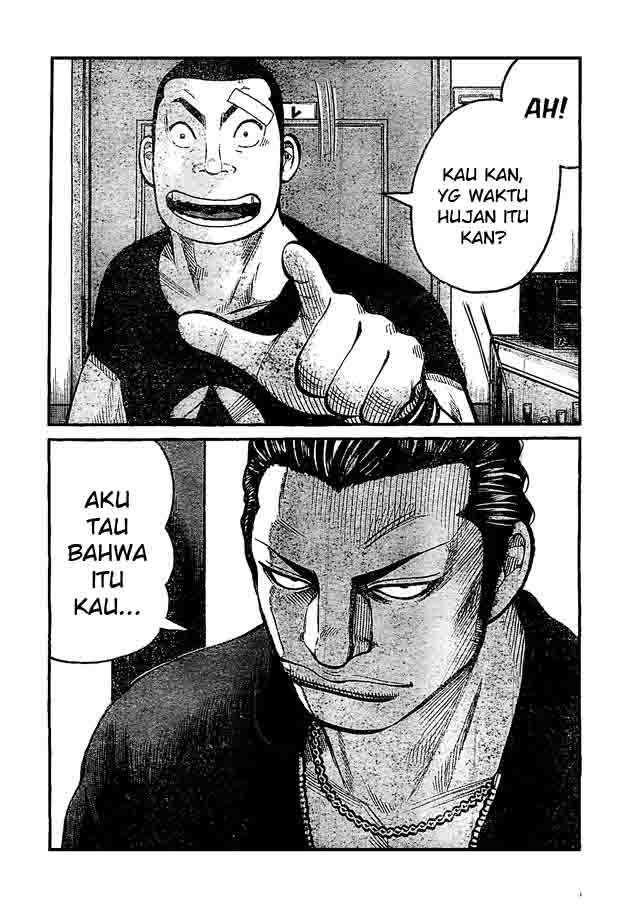 AH!
KAU KAN,
YG WAKTU
HUJAN ITU
KAN?
AKU
TAU
BAHWA
ITU
KAU...